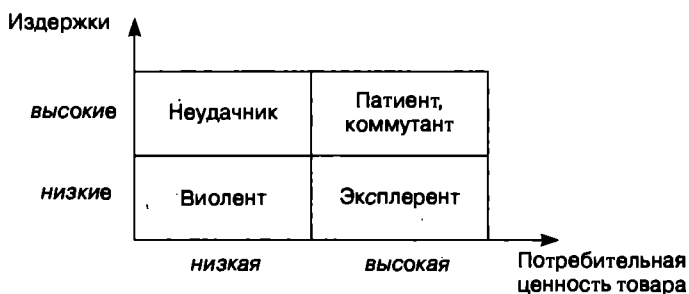 Издержки
высокие
Неудачник
Патиент,
коммутант
низкие
Виолент
Эксплерент
низкая
высокая
Потребительная
ценность товара